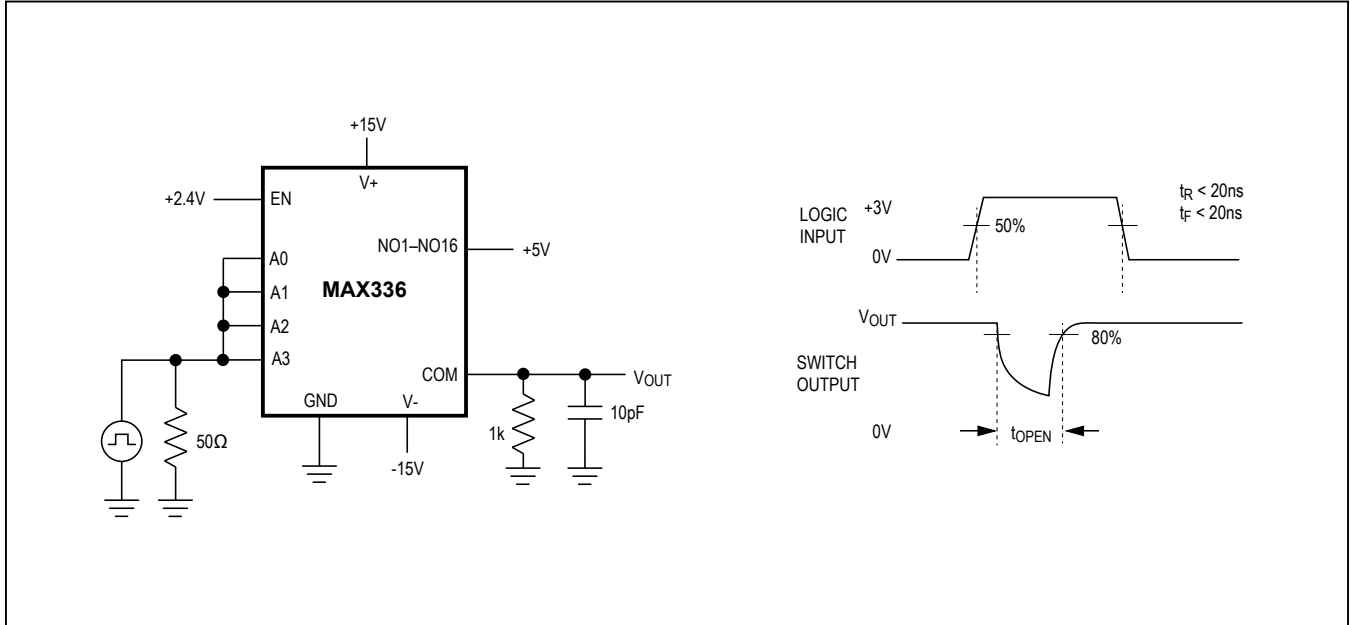 +15V
V+
+2.4V
EN
NO1–NO16
+5V
A0
A1
MAX336
A2
A3
COM
VOUT
GND
V-
50Ω
1k
10pF
-15V
LOGIC
INPUT
+3V
0V
50%
tR < 20ns
tF < 20ns
VOUT
80%
SWITCH
OUTPUT
0V
tOPEN